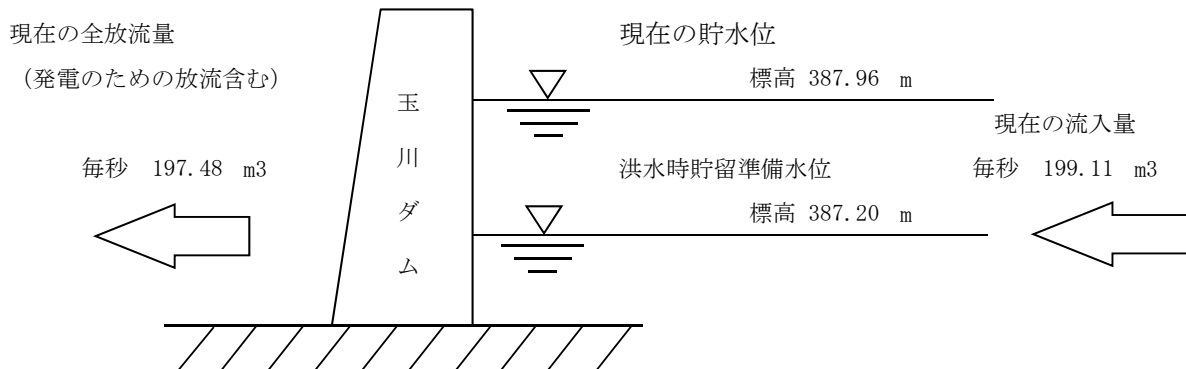 現在の全放流量
（発電のための放流含む）
毎秒 197.48 m3
玉川ダム
現在の貯水位
標高 387.96 m
洪水時貯留準備水位
標高 387.20 m
現在の流入量
毎秒 199.11 m3